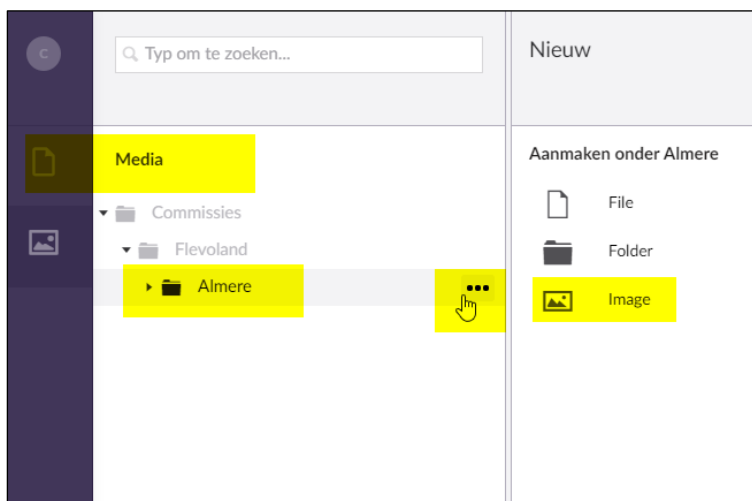 C
Typ om te zoeken...
Nieuw
Media
Aanmaken onder Almere
Commissies
File
Flevoland
Folder
Almere
Image